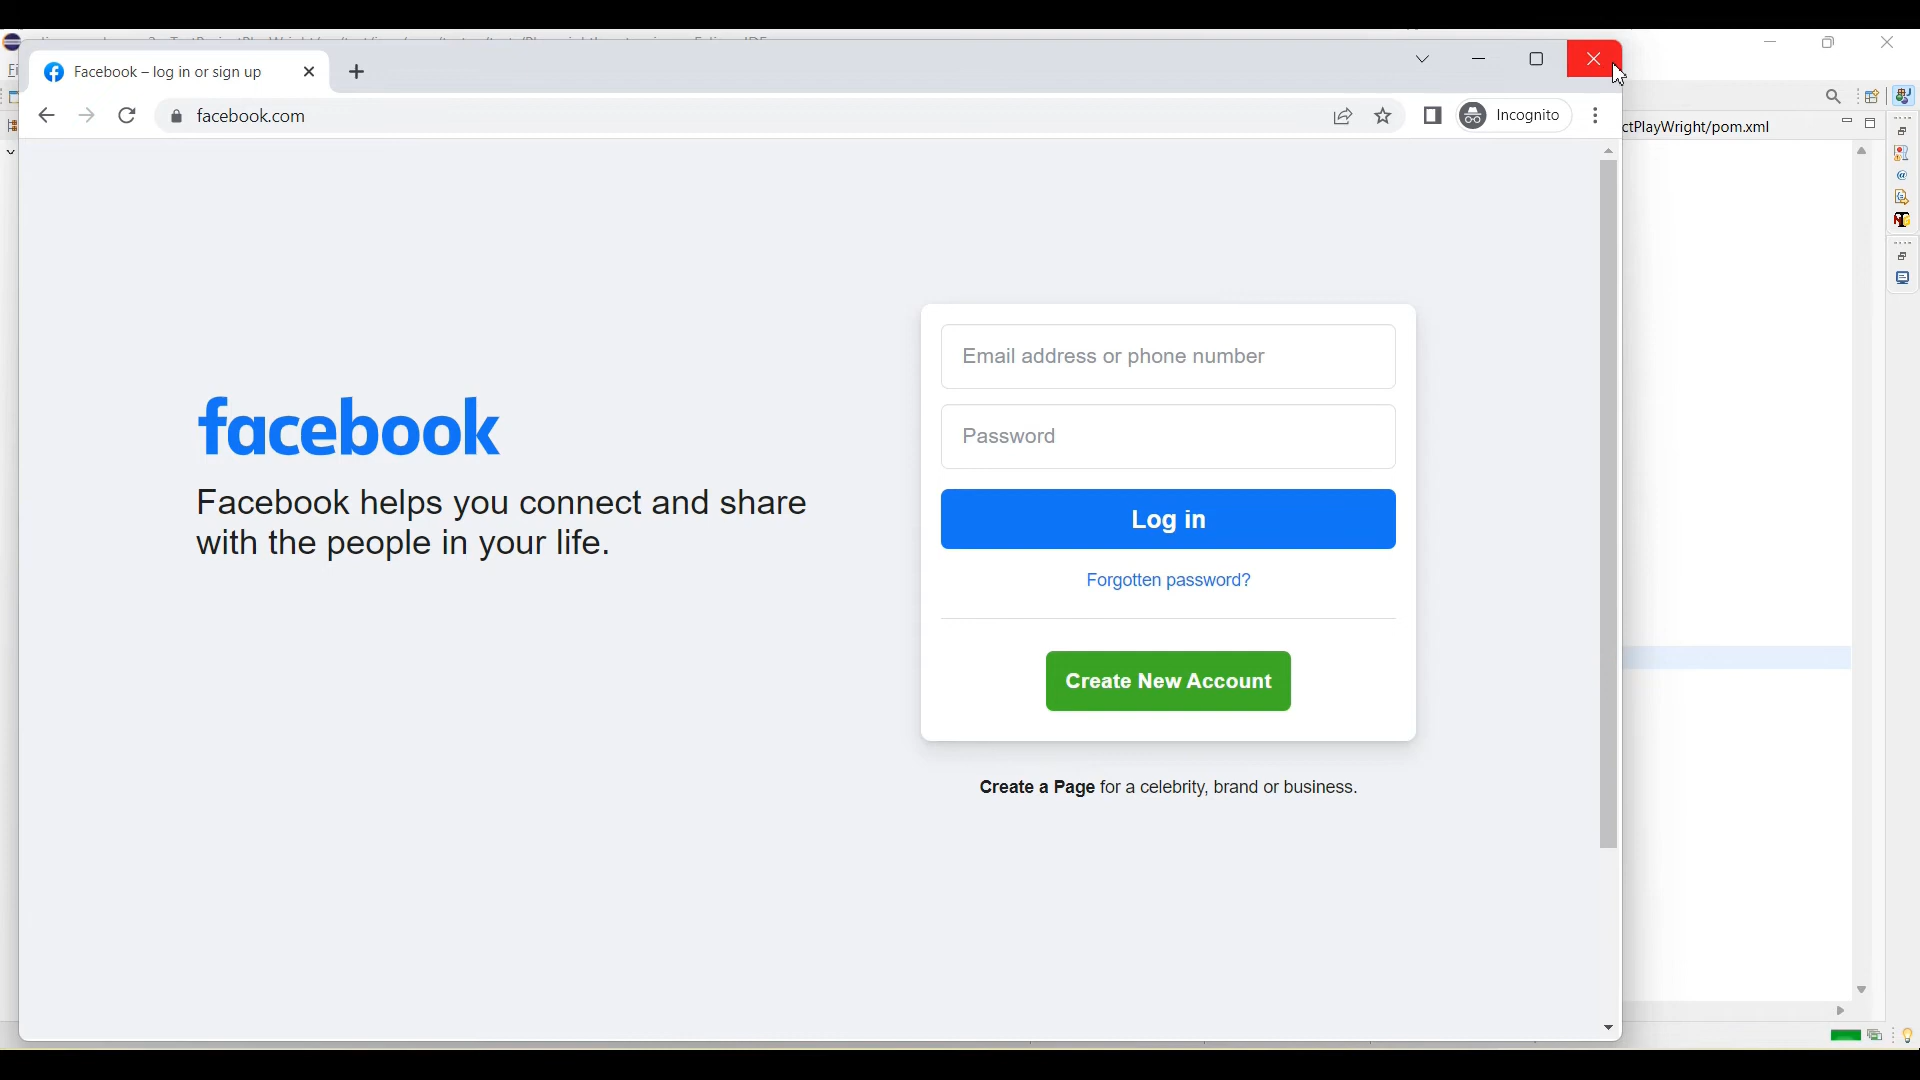 Facebook – log in or sign up
facebook.com
Incognito
ctPlayWright/pom.xml
Email address or phone number
Password
facebook
Facebook helps you connect and share
with the people in your life.
Log in
Forgotten password?
Create New Account
Create a Page for a celebrity, brand or business.